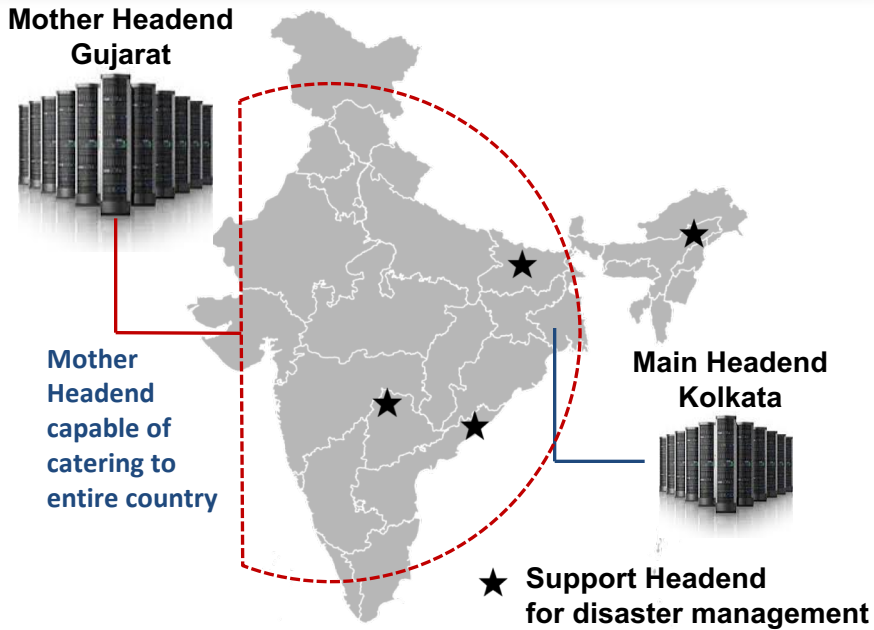 Mother Headend
Gujarat
Mother
Headend
capable of
catering to
entire country
Main Headend
Kolkata
Support Headend
for disaster management